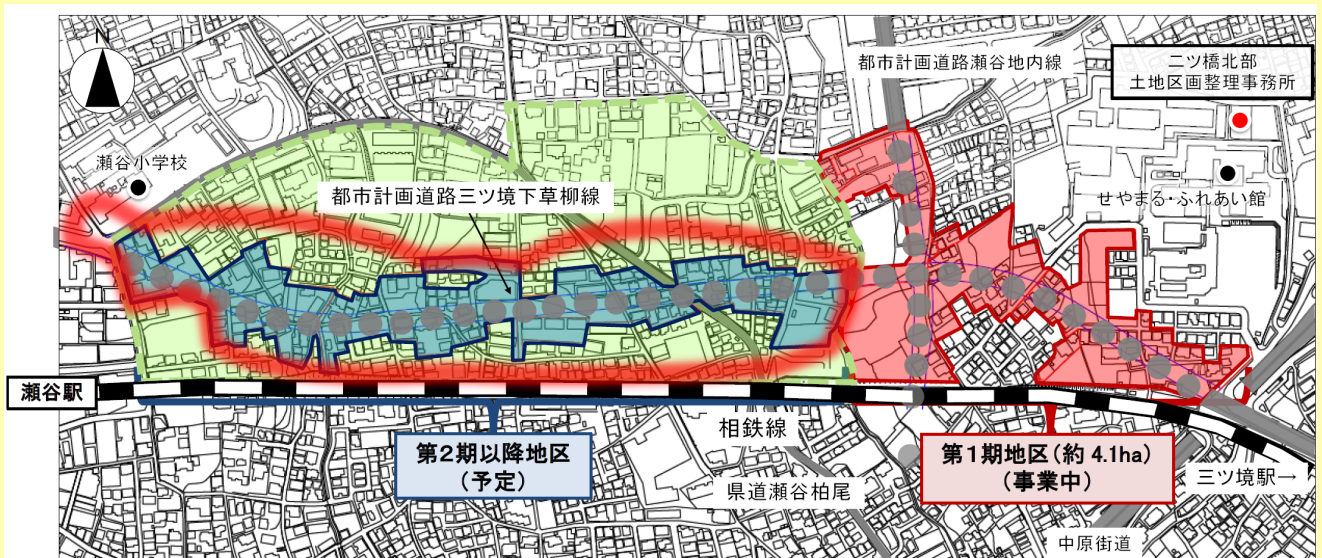 N
都市計画道路瀬谷地内線
二ツ橋北部
土地区画整理事務所
瀬谷小学校
都市計画道路三ツ境下草柳線
せやまる・ふれあい館
瀬谷駅
相鉄線
第2期以降地区
（予定）
第1期地区（約 4.1ha）
（事業中）
県道瀬谷柏尾
三ツ境駅→
中原街道